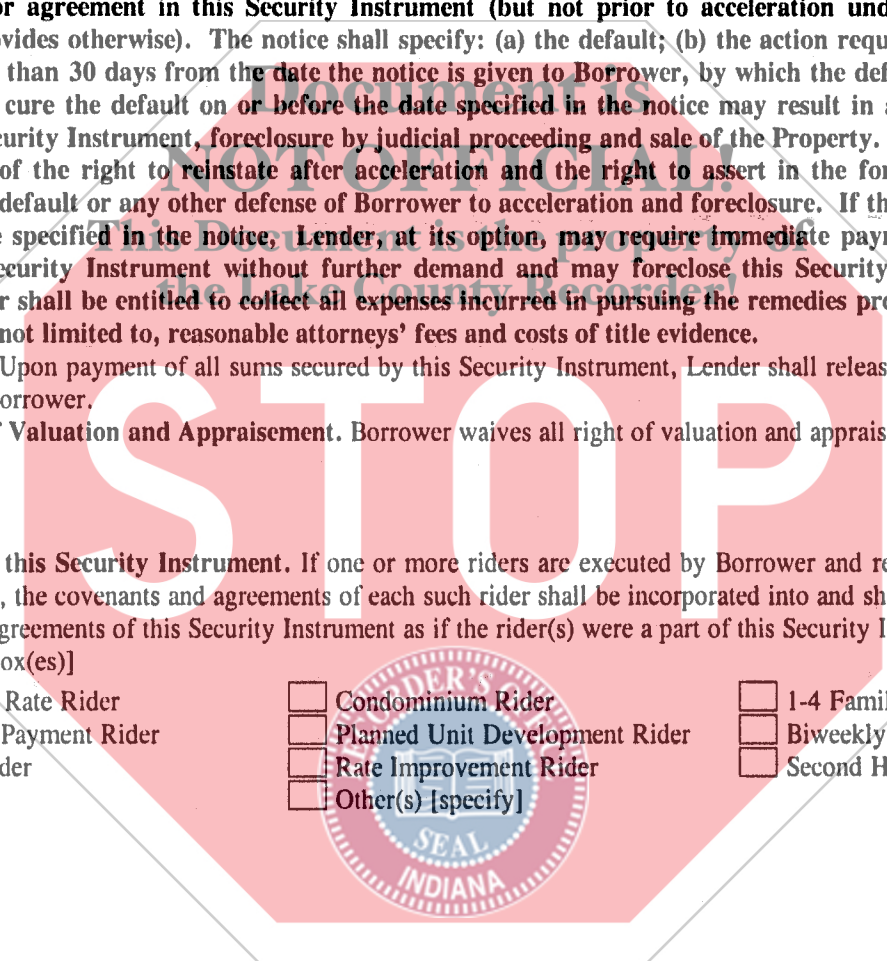 or agreement in this Security Instrument (but not prior to acceleration und
vides otherwise). The notice shall specify: (a) the default; (b) the action requ
than 30 days from the date the notice is given to Borrower, by which the def
cure the default on or before the date specified in the notice may result in
curity Instrument, foreclosure by judicial proceeding and sale of the Property.
of the right to reinstate after acceleration and the right to assert in the for
default or any other defense of Borrower to acceleration and foreclosure. If th
specified in the notice, Lender, at its option, may require immediate payr
ecurity Instrument without further demand and may foreclose this Security
r shall be entitled to collect all expenses incurred in pursuing the remedies pr
not limited to, reasonable attorneys' fees and costs of title evidence.
Upon payment of all sums secured by this Security Instrument, Lender shall releas
orrower.
Valuation and Appraisement. Borrower waives all right of valuation and apprais
this Security Instrument. If one or more riders are executed by Borrower and re
, the covenants and agreements of each such rider shall be incorporated into and sh
greements of this Security Instrument as if the rider(s) were a part of this Security I
ox(es)]
Rate Rider Condominium Rider 1-4 Famil
Payment Rider Planned Unit Development Rider Biweekly
der Rate Improvement Rider Second H
Other(s) [specify]
Document is
NOT OFFICIAL!
This Document is the property of
the Lake County Recorder!
STOP
RECORDER'S OFFICE
SEAL
INDIANA